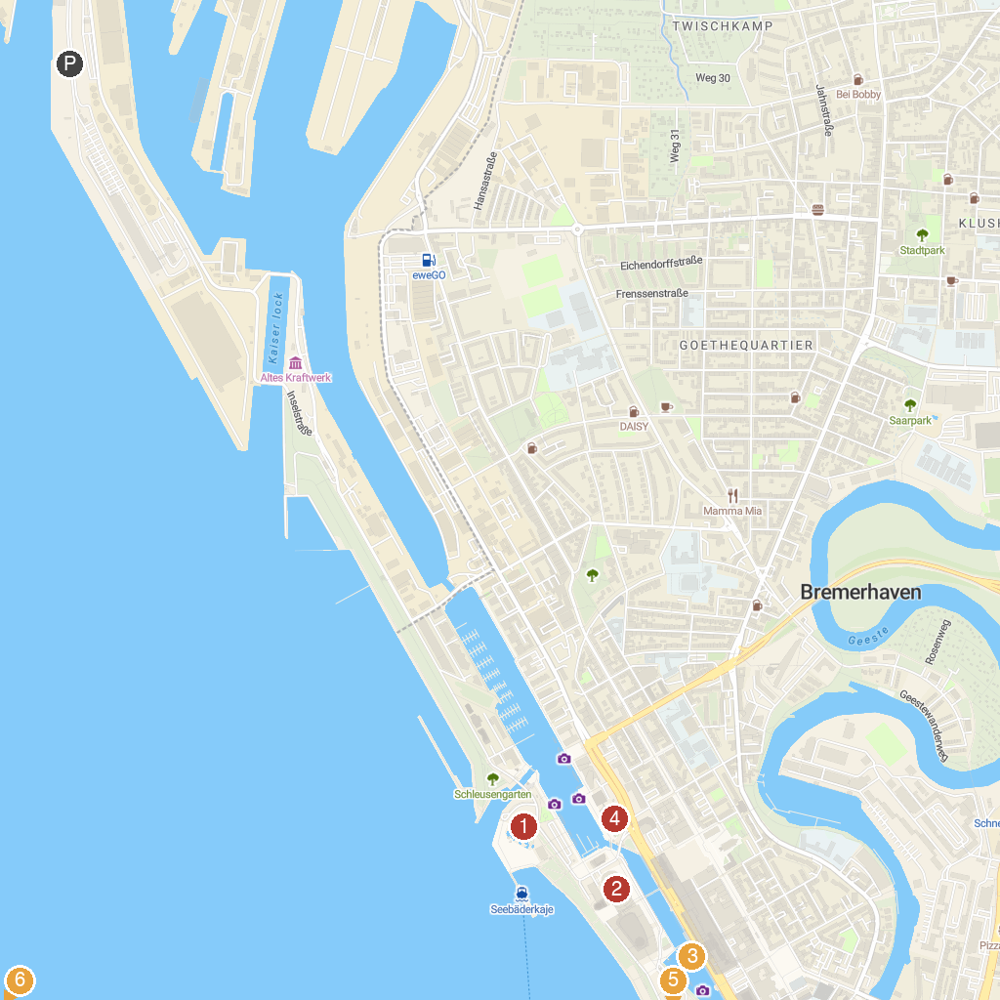 TWISCHKAMP
P
Weg 30
Bei Bobby
Jahnstraße
Weg 31
Hansastraße
KLUSH
Stadtpark
eweGO
Eichendorffstraße
Frenssenstraße
Kaiser lock
GOETHEQUARTIER
Altes Kraftwerk
Inselstraße
DAISY
Saarpark
Mamma Mia
Bremerhaven
Geeste
Rosenweg
Geestewanderweg
Schleusengarten
4
1
Schne
2
Seebäderkaje
Pizza
3
6
5